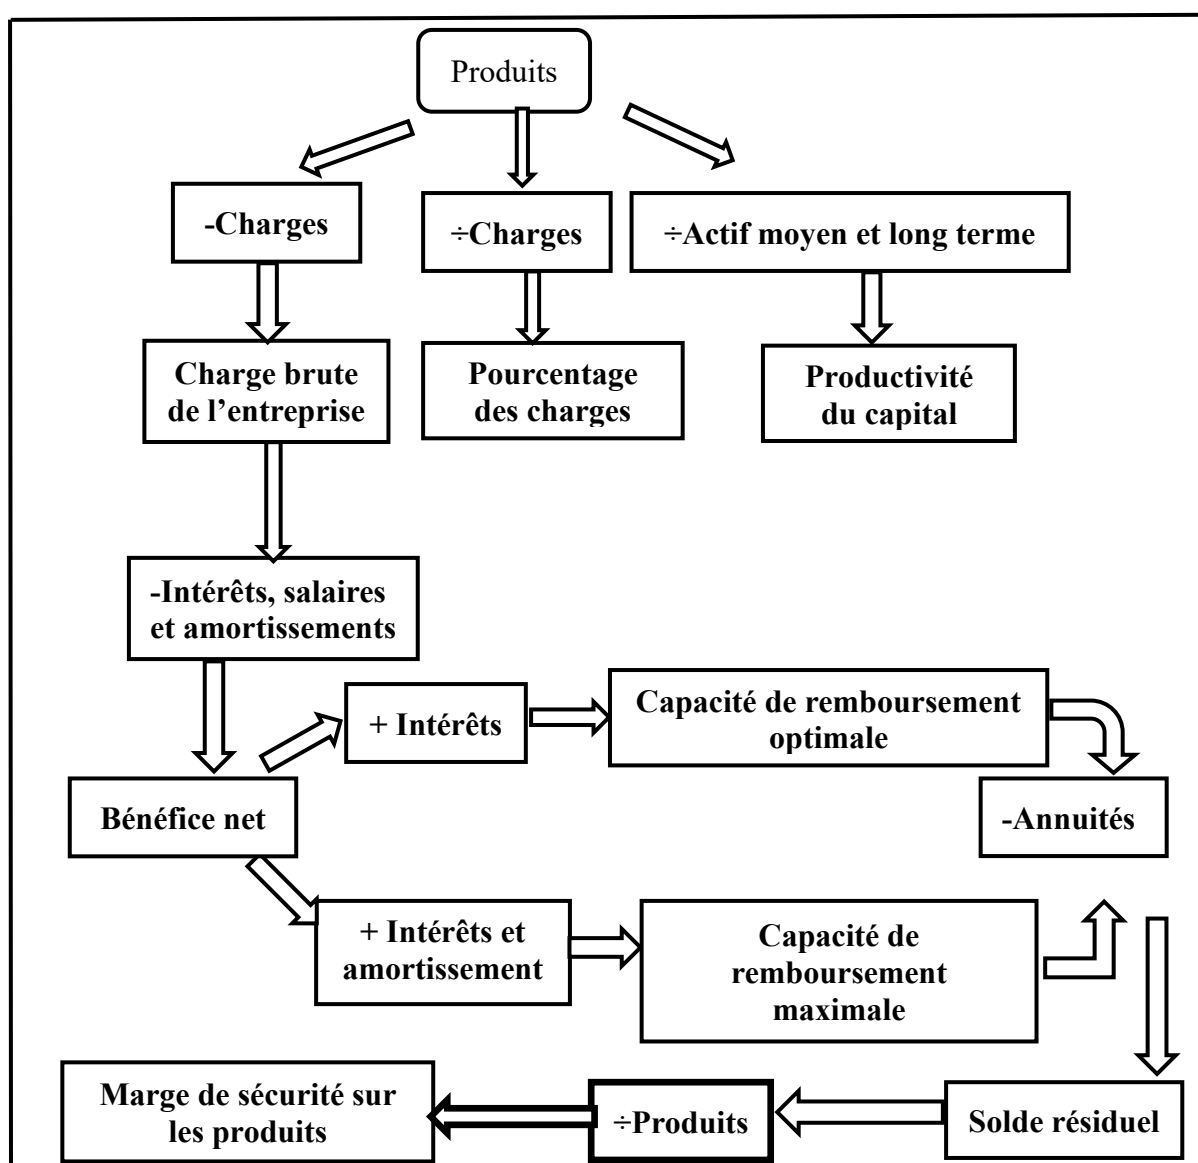 Produits
-Charges
÷Charges
÷Actif moyen et long terme
Charge brute
de l’entreprise
Pourcentage
des charges
Productivité
du capital
-Intérêts, salaires
et amortissements
+ Intérêts
Capacité de remboursement
optimale
Bénéfice net
-Annuités
+ Intérêts et
amortissement
Capacité de
remboursement
maximale
Marge de sécurité sur
les produits
÷Produits
Solde résiduel